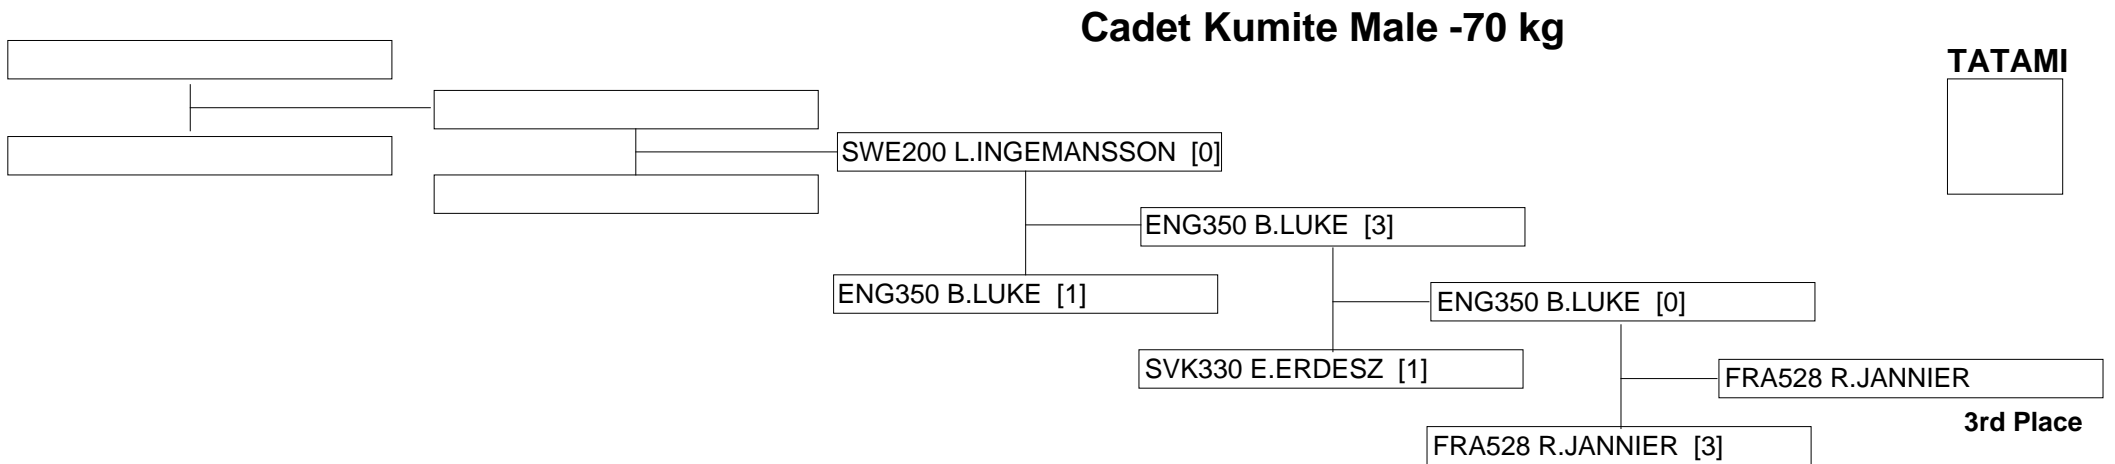 Cadet Kumite Male -70 kg
TATAMI
SWE200 L.INGEMANSSON [0]
ENG350 B.LUKE [3]
ENG350 B.LUKE [1]
ENG350 B.LUKE [0]
SVK330 E.ERDESZ [1]
FRA528 R.JANNIER
3rd Place
FRA528 R.JANNIER [3]